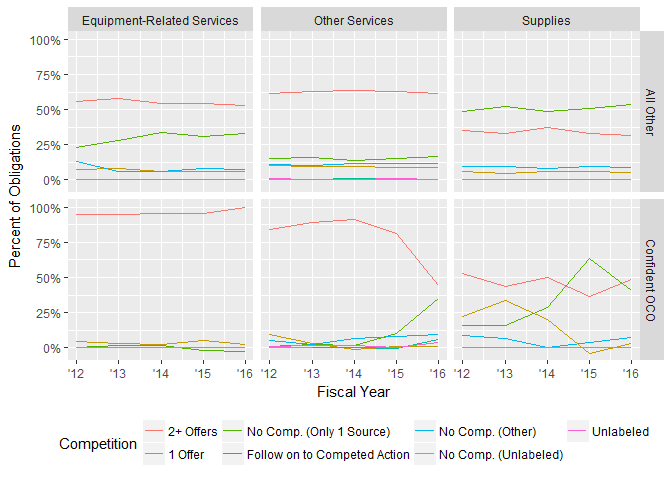 Equipment-Related Services Other Services Supplies
100%
75%
50%
25%
0%
All Other
100%
75%
50%
25%
0%
Confident OCO
Percent of Obligations
'12 '13 '14 '15 '16 '12 '13 '14 '15 '16 '12 '13 '14 '15 '16
Fiscal Year
Competition
2+ Offers No Comp. (Only 1 Source) No Comp. (Other) Unlabeled
1 Offer Follow on to Competed Action No Comp. (Unlabeled)